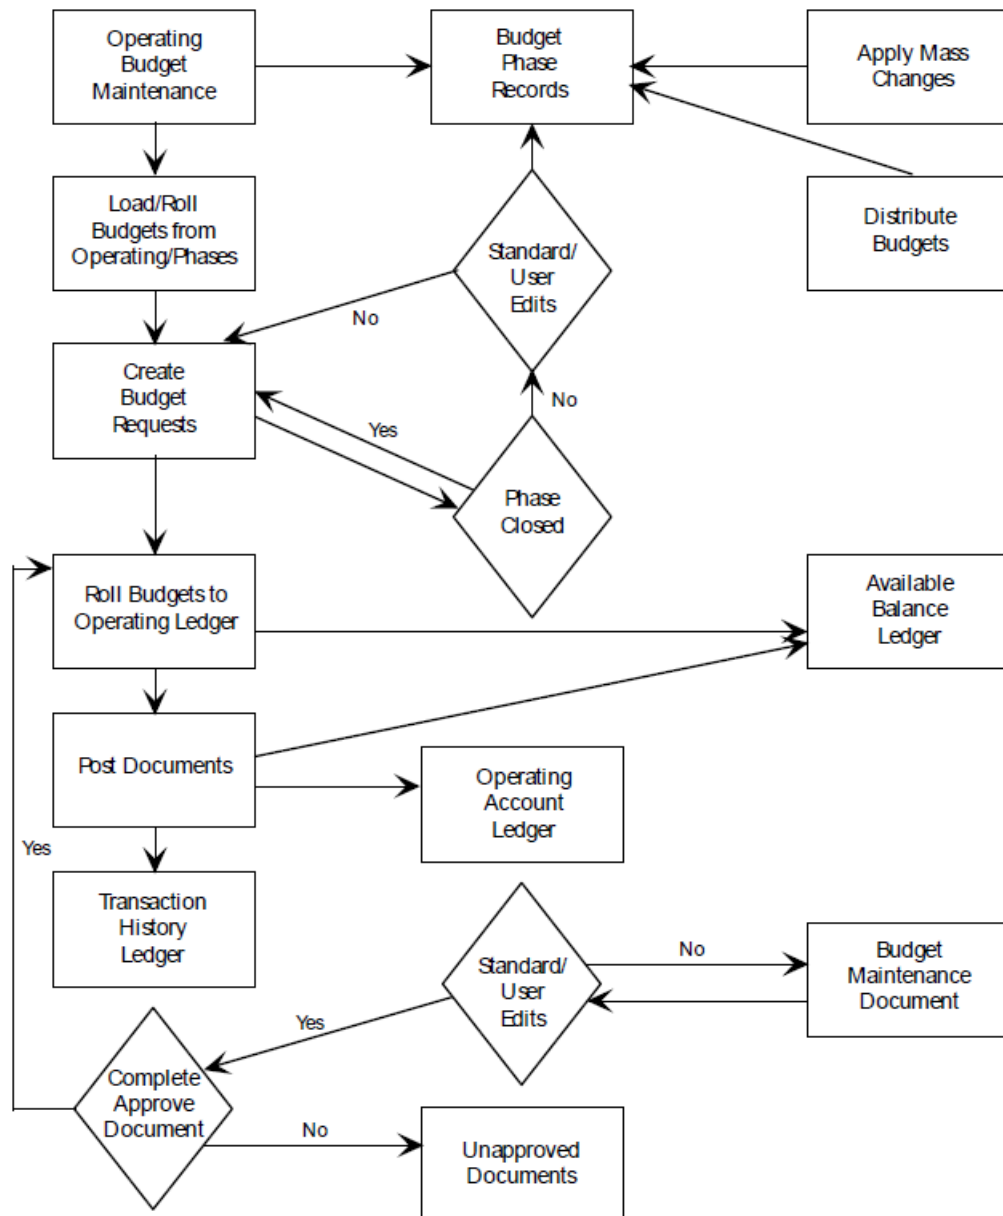 Operating
Budget
Maintenance
Budget
Phase
Records
Apply Mass
Changes
Load/Roll
Budgets from
Operating/Phases
Standard/
User
Edits
Distribute
Budgets
No
Create
Budget
Requests
No
Yes
Phase
Closed
Roll Budgets to
Operating Ledger
Available
Balance
Ledger
Post Documents
Operating
Account
Ledger
Yes
Transaction
History
Ledger
Standard/
User
Edits
No
Budget
Maintenance
Document
Yes
Complete
Approve
Document
No
Unapproved
Documents